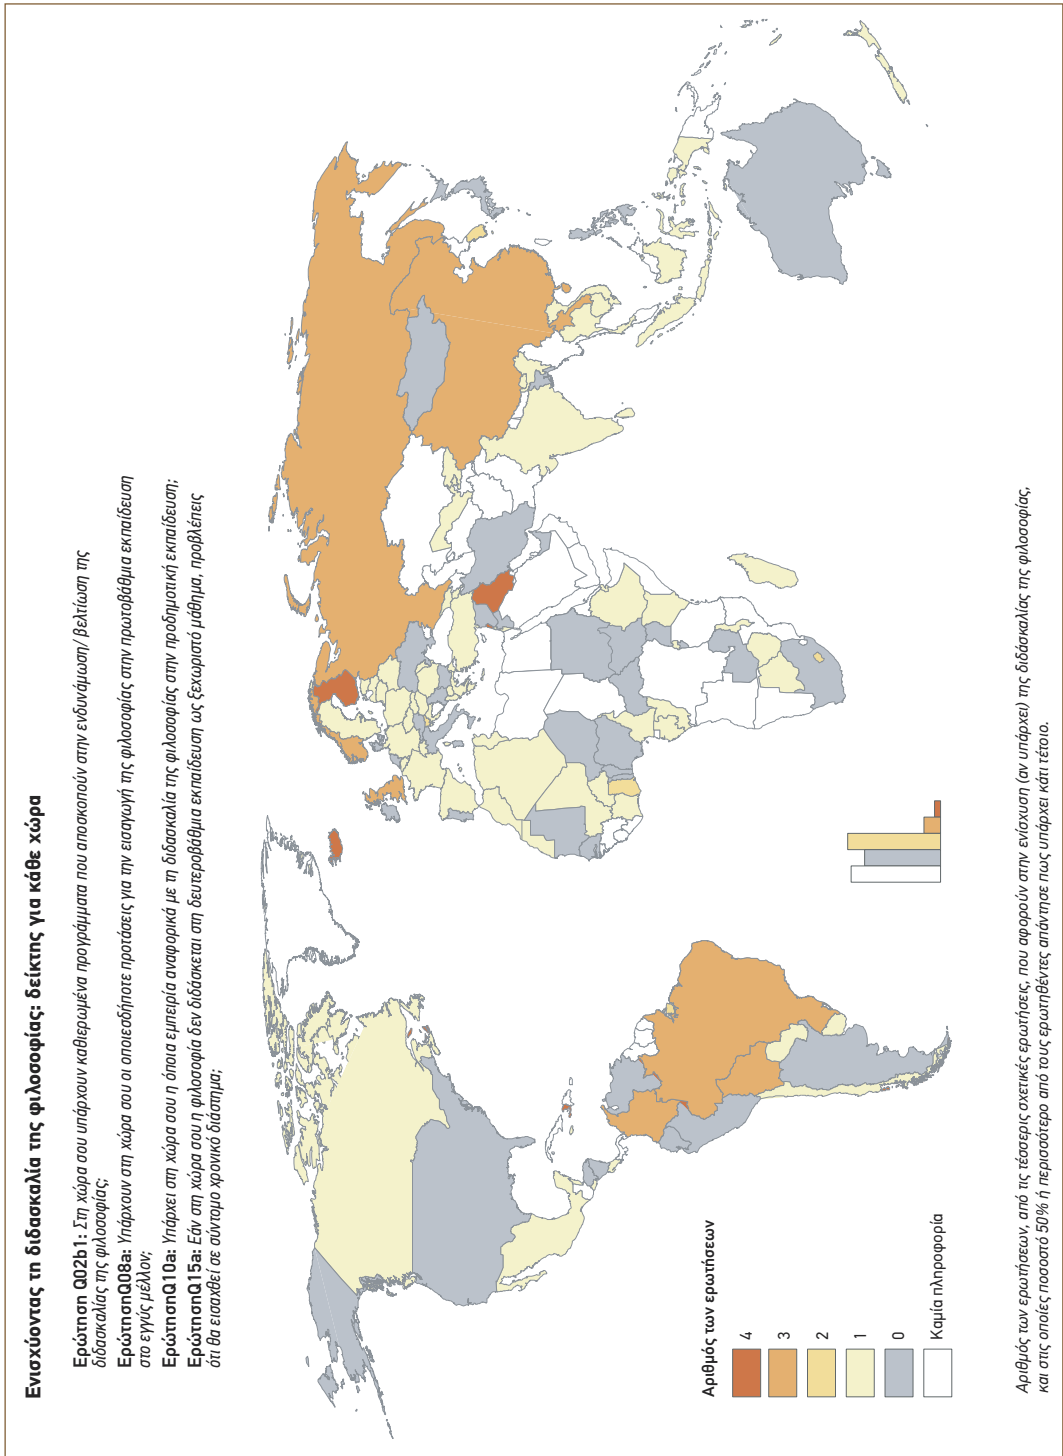 Ενισχύοντας τη διδασκαλία της φιλοσοφίας: δείκτης για κάθε χώρα
Ερώτηση Q02b1: Στη χώρα σου υπάρχουν καθιερωμένα προγράμματα που αποσκοπούν στην ενδυνάμωση/ βελτίωση της
διδασκαλίας της φιλοσοφίας;
ΕρώτησηQ08a: Υπάρχουν στη χώρα σου οι οποιεσδήποτε προτάσεις για την εισαγωγή της φιλοσοφίας στην πρωτοβάθμια εκπαίδευση
στο εγγύς μέλλον;
ΕρώτησηQ10a: Υπάρχει στη χώρα σου η όποια εμπειρία αναφορικά με τη διδασκαλία της φιλοσοφίας στην προδημοτική εκπαίδευση;
ΕρώτησηQ15a: Εάν στη χώρα σου η φιλοσοφία δεν διδάσκεται στη δευτεροβάθμια εκπαίδευση ως ξεχωριστό μάθημα, προβλέπεις
ότι θα εισαχθεί σε σύντομο χρονικό διάστημα;
Αριθμός των ερωτήσεων
4
3
2
1
0
Καμία πληροφορία
Αριθμός των ερωτήσεων, από τις τέσσερις σχετικές ερωτήσεις, που αφορούν στην ενίσχυση (αν υπάρχει) της διδασκαλίας της φιλοσοφίας,
και στις οποίες ποσοστό 50% ή περισσότερο από τους ερωτηθέντες απάντησε πως υπάρχει κάτι τέτοιο.